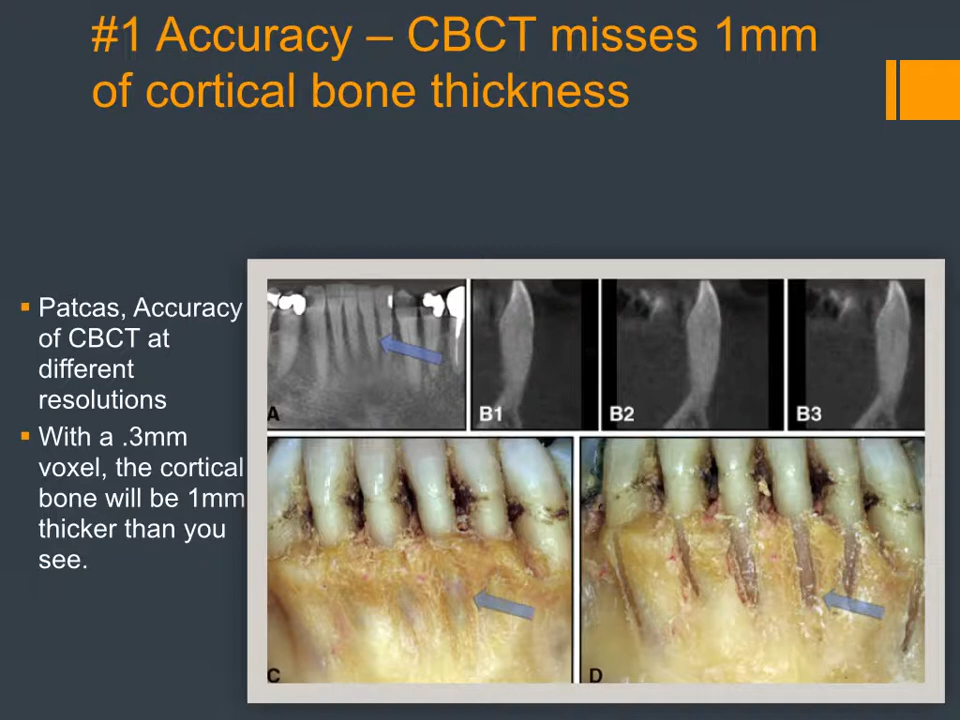 #1 Accuracy – CBCT misses 1mm
of cortical bone thickness
Patcas, Accuracy
of CBCT at
different
resolutions
With a .3mm
voxel, the cortical
bone will be 1mm
thicker than you
see.
A
B1
B2
B3
C
D